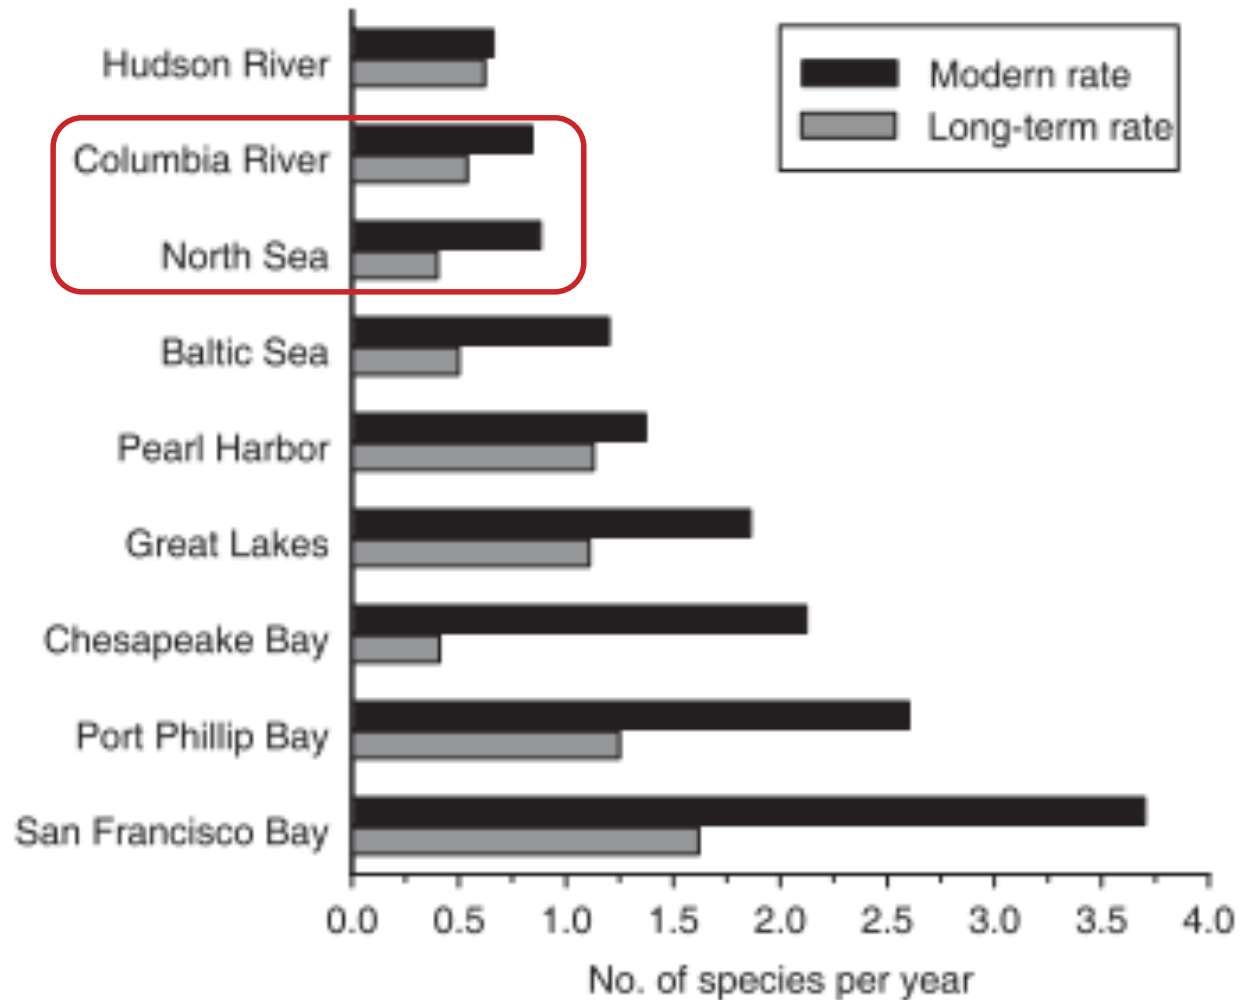 Hudson River
Columbia River
North Sea
Baltic Sea
Pearl Harbor
Great Lakes
Chesapeake Bay
Port Phillip Bay
San Francisco Bay
Modern rate
Long-term rate
0.0 0.5 1.0 1.5 2.0 2.5 3.0 3.5 4.0
No. of species per year